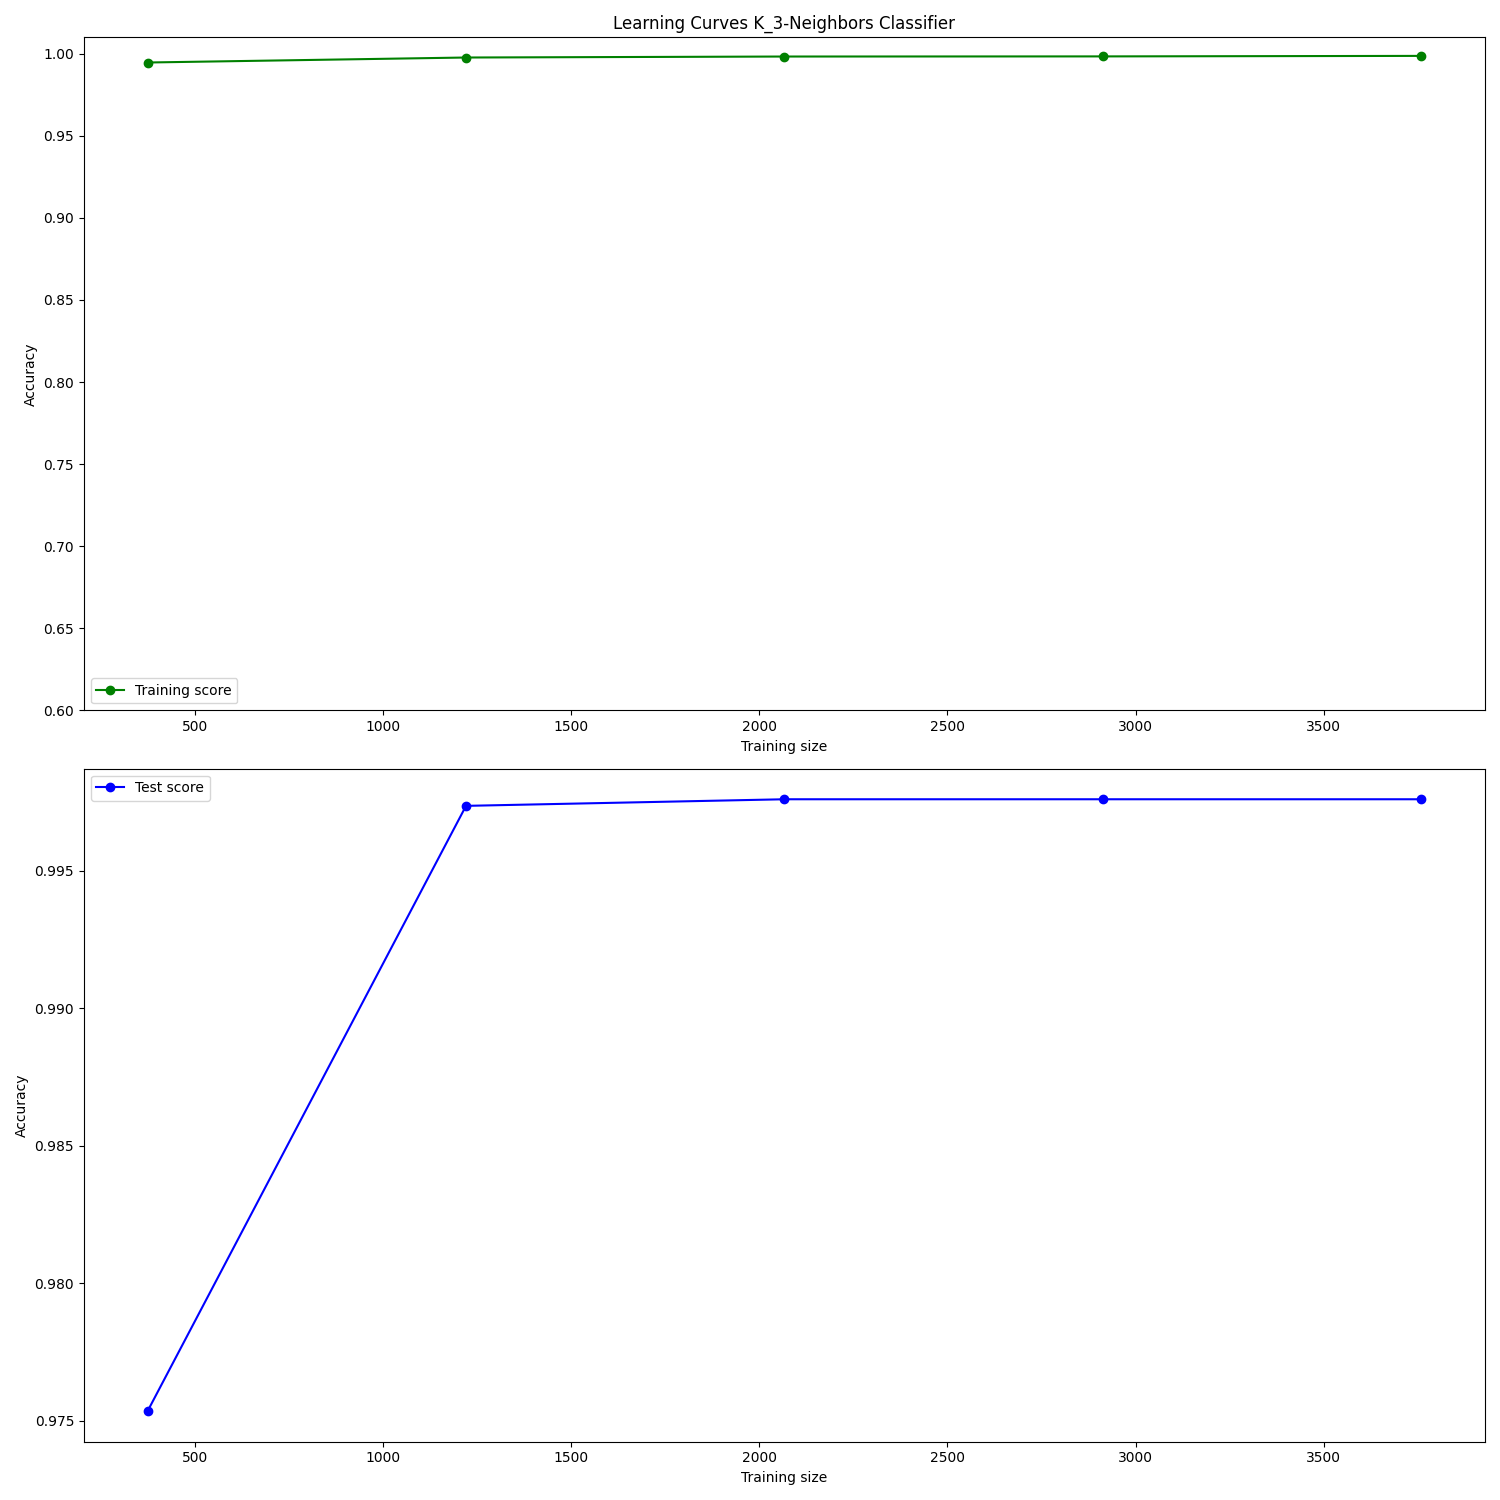 Learning Curves K_3-Neighbors Classifier
1.00
0.95
0.90
0.85
0.80
0.75
0.70
0.65
0.60
Accuracy
Training score
500 1000 1500 2000 2500 3000 3500
Training size
Test score
0.995
0.990
0.985
0.980
0.975
Accuracy
500 1000 1500 2000 2500 3000 3500
Training size